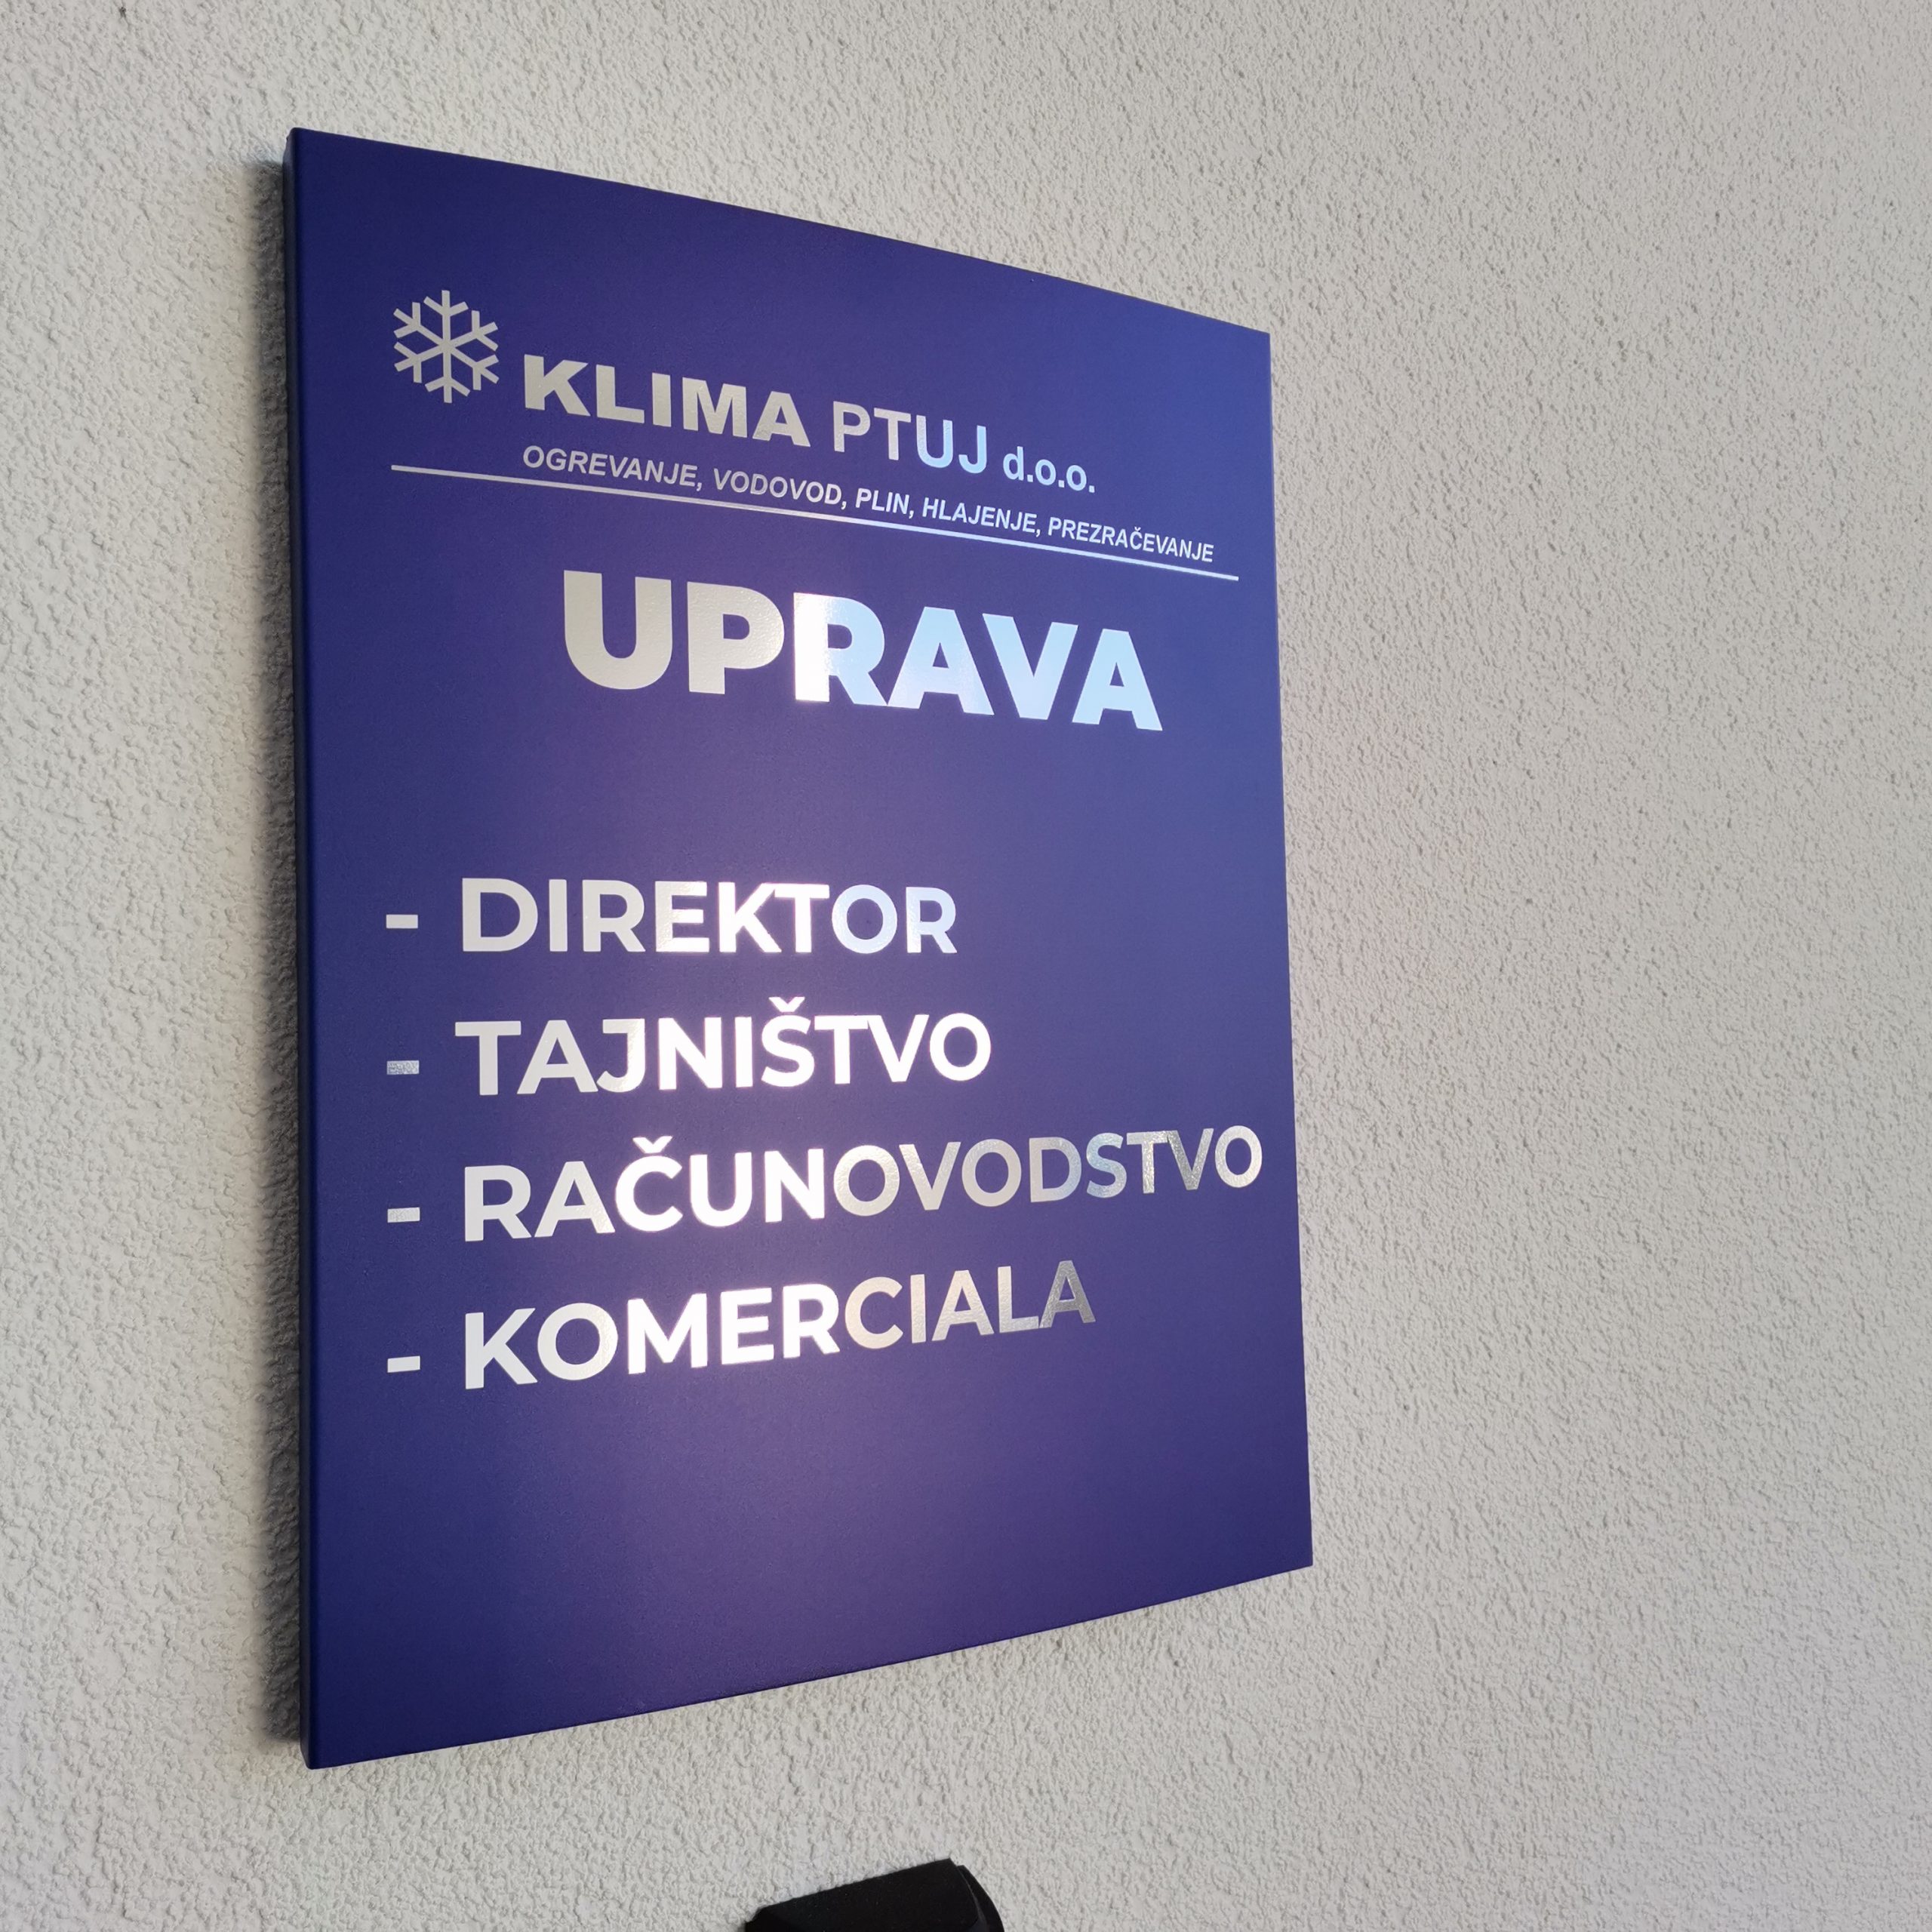 KLIMA PTUJ d.o.o.
OGREVANJE, VODOVOD, PLIN, HLAJENJE, PREZRAČEVANJE
UPRAVA
- DIREKTOR
- TAJNIŠTVO
- RAČUNOVODSTVO
- KOMERCIALA